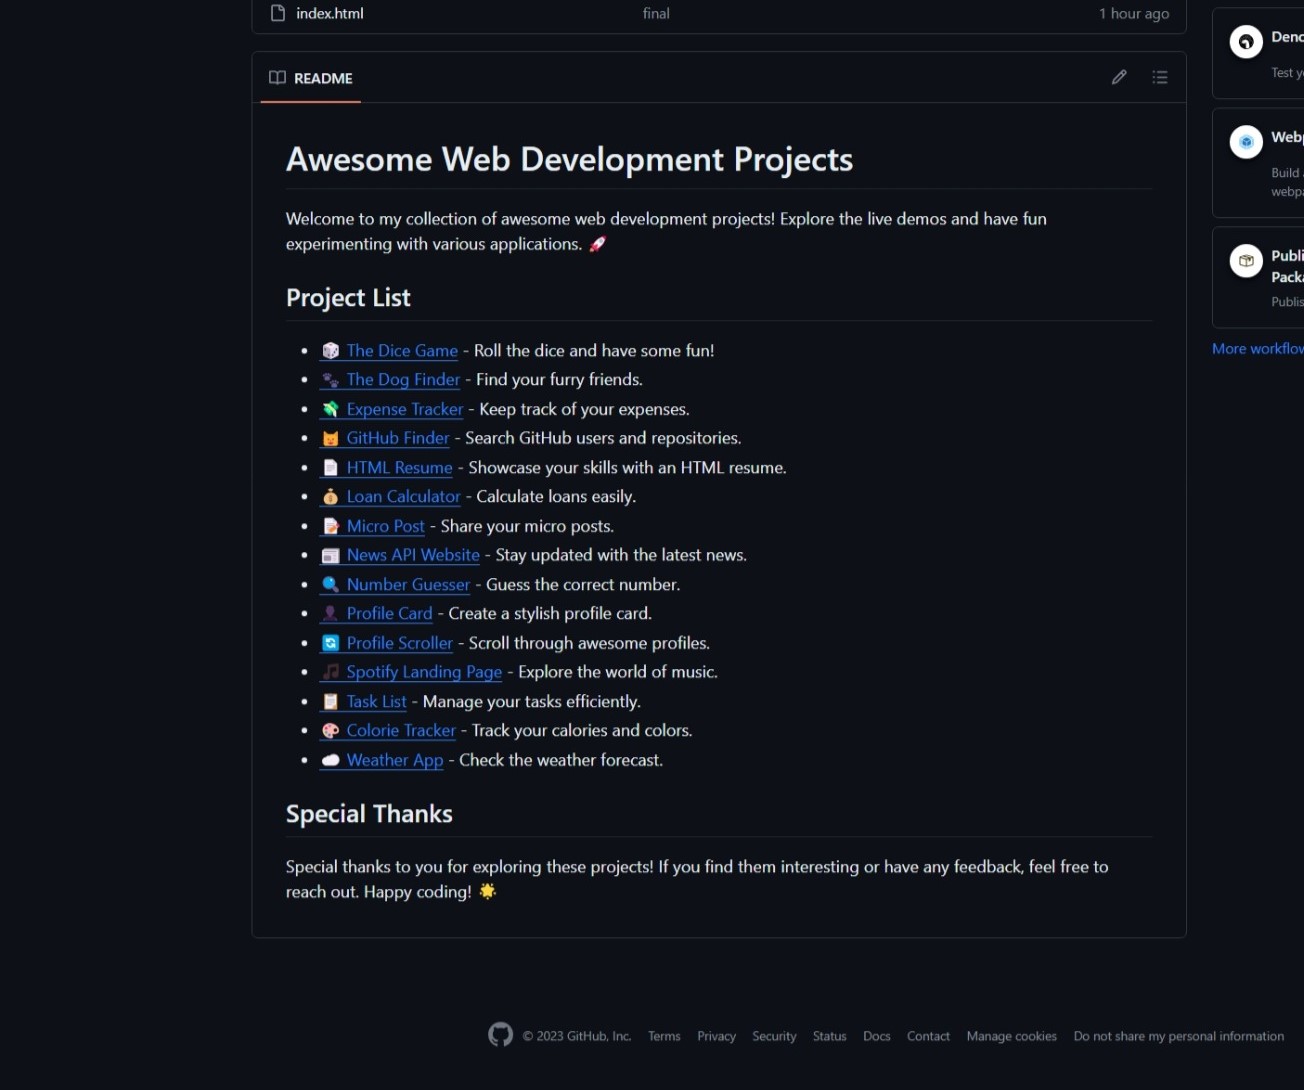 index.html final 1 hour ago
README
Awesome Web Development Projects
Welcome to my collection of awesome web development projects! Explore the live demos and have fun
experimenting with various applications. 🚀
Project List
🎲 The Dice Game - Roll the dice and have some fun!
🐾 The Dog Finder - Find your furry friends.
💸 Expense Tracker - Keep track of your expenses.
🐱 GitHub Finder - Search GitHub users and repositories.
📄 HTML Resume - Showcase your skills with an HTML resume.
💰 Loan Calculator - Calculate loans easily.
📝 Micro Post - Share your micro posts.
📰 News API Website - Stay updated with the latest news.
🔍 Number Guesser - Guess the correct number.
👤 Profile Card - Create a stylish profile card.
🔄 Profile Scroller - Scroll through awesome profiles.
🎵 Spotify Landing Page - Explore the world of music.
📋 Task List - Manage your tasks efficiently.
🎨 Colorie Tracker - Track your calories and colors.
☁️ Weather App - Check the weather forecast.
Special Thanks
Special thanks to you for exploring these projects! If you find them interesting or have any feedback, feel free to
reach out. Happy coding! 🌟
Test
Build
More
© 2023 GitHub, Inc. Terms Privacy Security Status Docs Contact Manage cookies Do not share my personal information